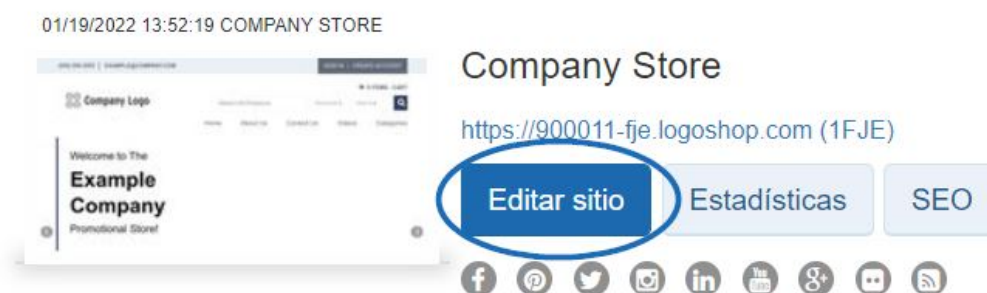 01/19/2022 13:52:19 COMPANY STORE
Company Logo
Welcome to The
Example
Company
Promotional Store!
Company Store
https://900011-fje.logoshop.com (1FJE)
Editar sitio
Estadísticas
SEO